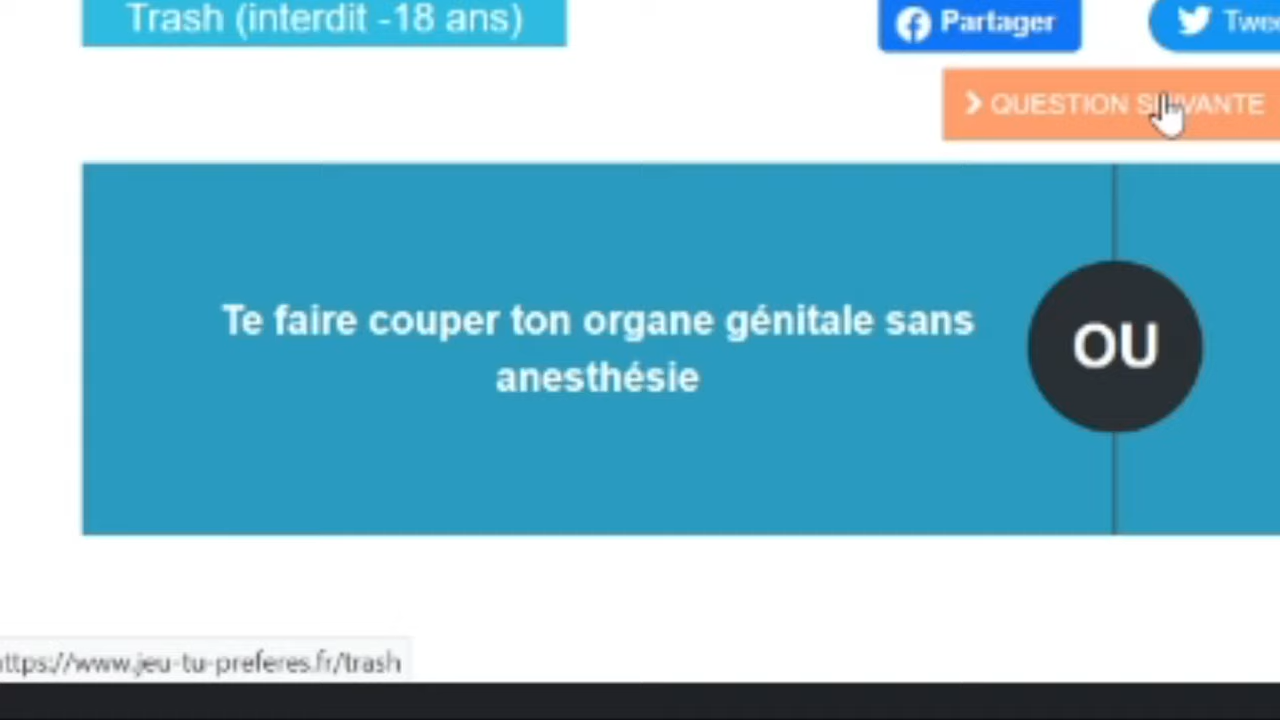 Trash (interdit -18 ans)
Partager
QUESTION SUIVANTE
Te faire couper ton organe génitale sans
anesthésie
OU
ttps://www.jeu-tu-preferes.fr/trash